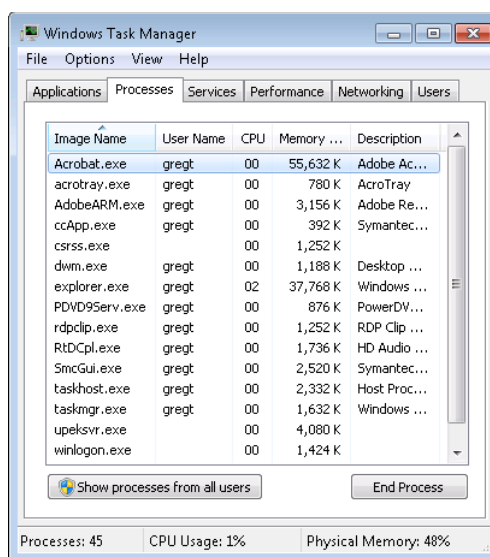 Windows Task Manager
File Options View Help
Applications Processes Services Performance Networking Users
Image Name User Name CPU Memory ... Description
Acrobat.exe gregt 00 55,632 K Adobe Ac...
acrotray.exe gregt 00 780 K AcroTray
AdobeARM.exe gregt 00 3,156 K Adobe Re...
ccApp.exe gregt 00 392 K Symantec...
csrss.exe 00 1,252 K
dwm.exe gregt 00 1,188 K Desktop ...
explorer.exe gregt 02 37,768 K Windows ...
PDVD9Serv.exe gregt 00 876 K PowerDV...
rdpclip.exe gregt 00 1,252 K RDP Clip ...
RtDCpl.exe gregt 00 1,736 K HD Audio ...
SmcGui.exe gregt 00 2,520 K Symantec...
taskhost.exe gregt 00 2,332 K Host Proc...
taskmgr.exe gregt 00 1,632 K Windows ...
upeksvr.exe 00 4,080 K
winlogon.exe 00 1,424 K
Show processes from all users End Process
Processes: 45 CPU Usage: 1% Physical Memory: 48%